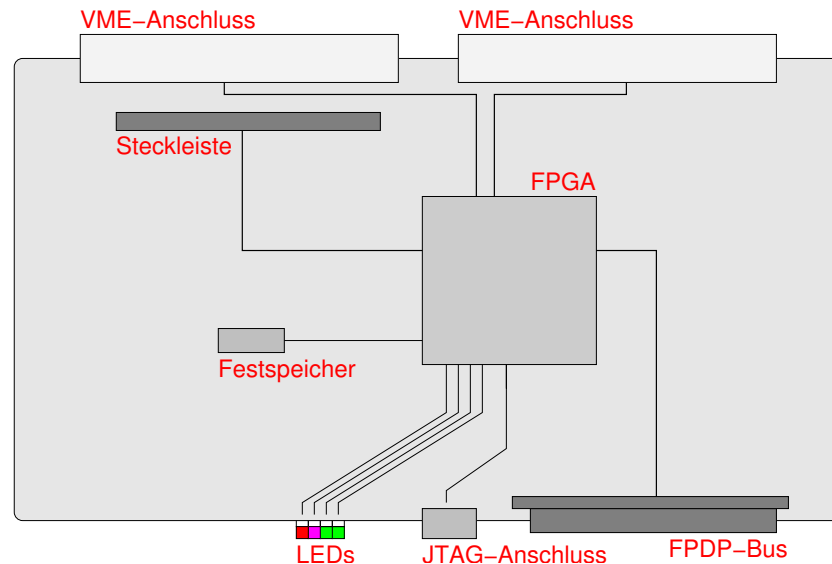 VME−Anschluss
VME−Anschluss
Steckleiste
FPGA
Festspeicher
LEDs
JTAG−Anschluss
FPDP−Bus